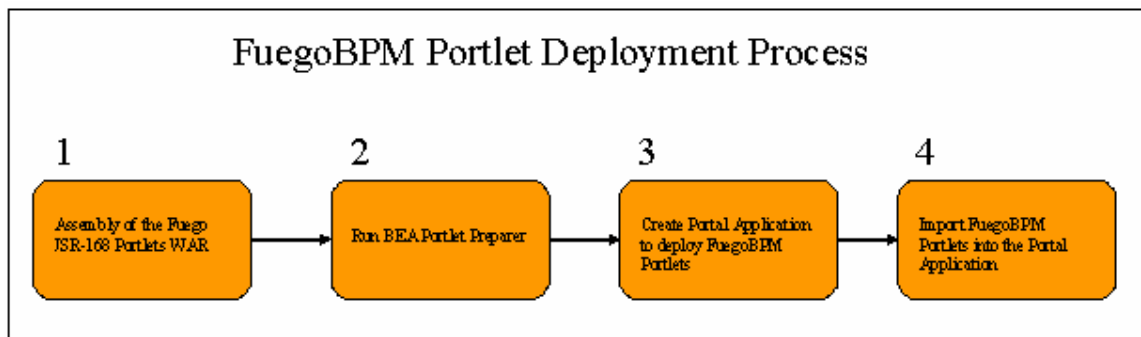 FuegoBPM Portlet Deployment Process
1
2
3
4
Assembly of the Fuego
JSR-168 Portlets WAR
Run BEA Portlet Preparer
Create Portal Application
to deploy FuegoBPM
Portlets
Import FuegoBPM
Portlets into the Portal
Application